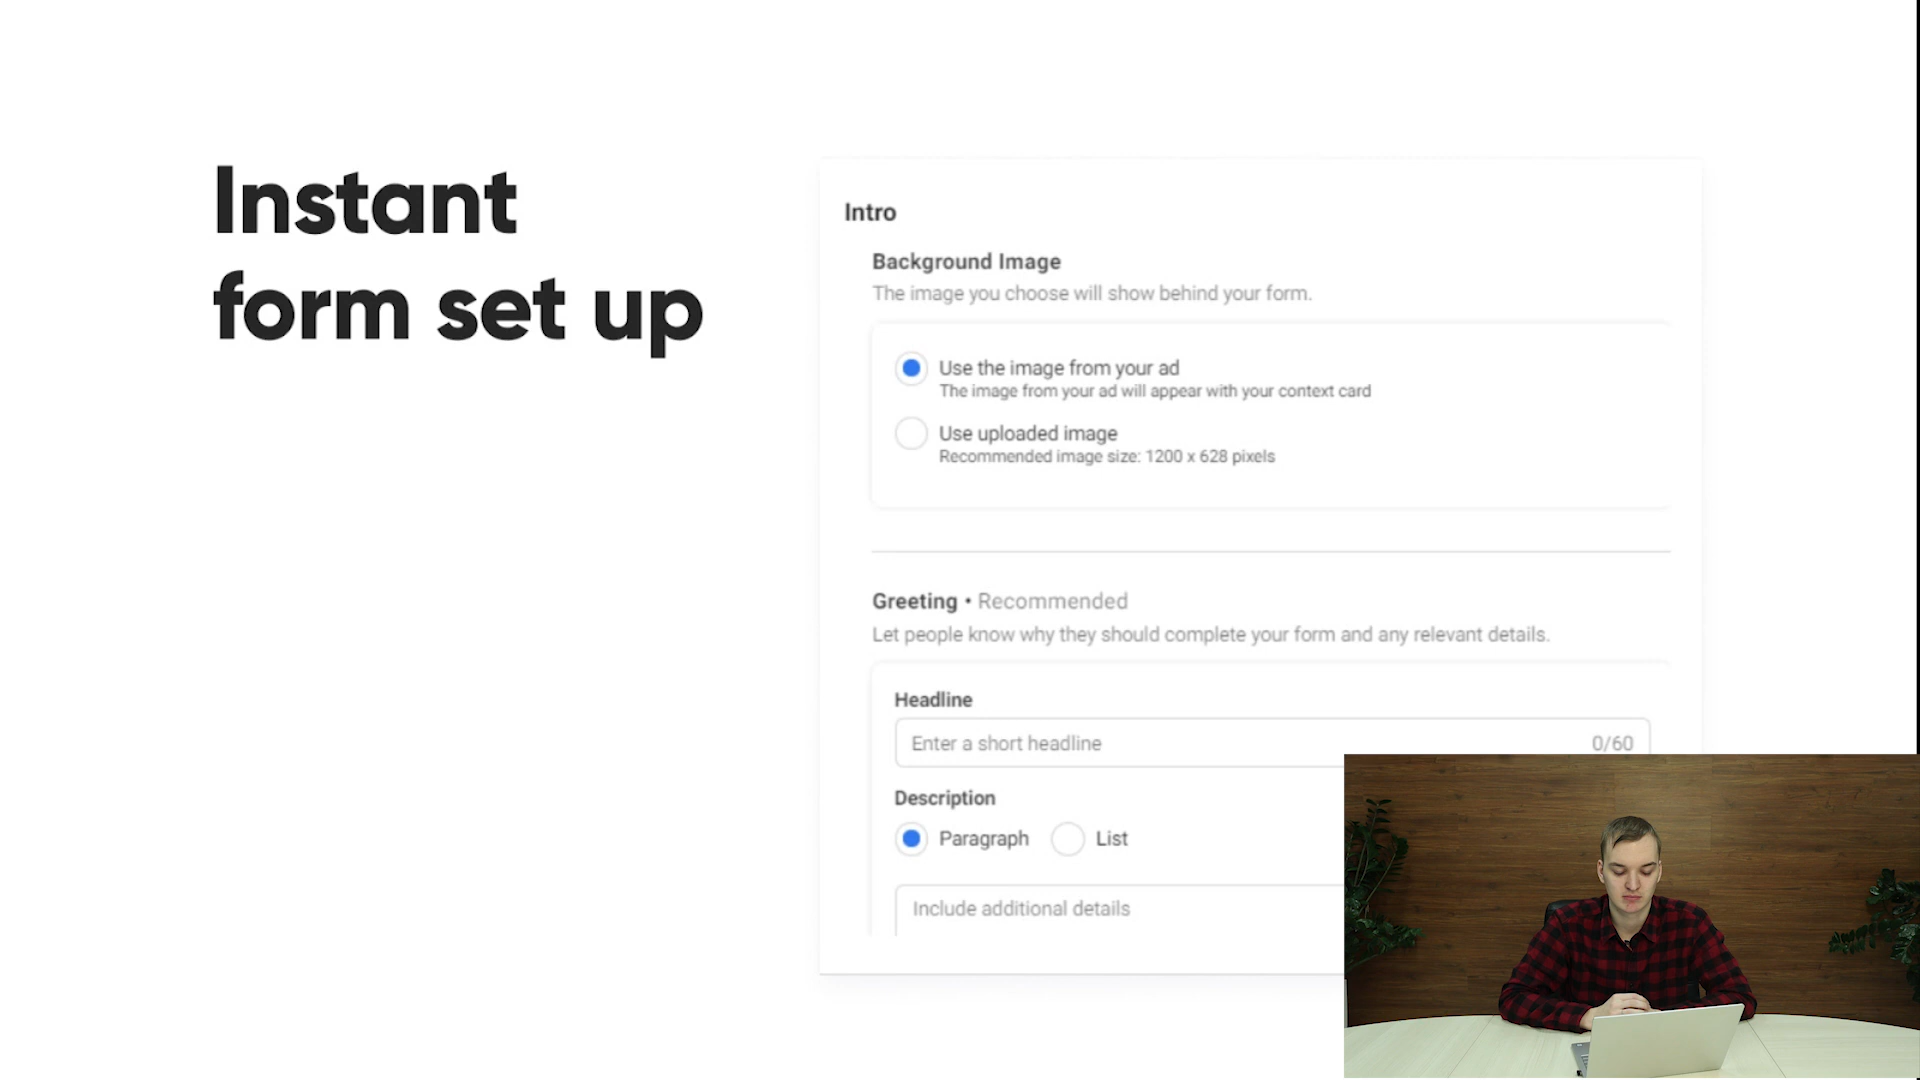 Instant
form set up
Intro
Background Image
The image you choose will show behind your form.
Use the image from your ad
The image from your ad will appear with your context card
Use uploaded image
Recommended image size: 1200 x 628 pixels
Greeting • Recommended
Let people know why they should complete your form and any relevant details.
Headline
Enter a short headline 0/60
Description
Paragraph List
Include additional details